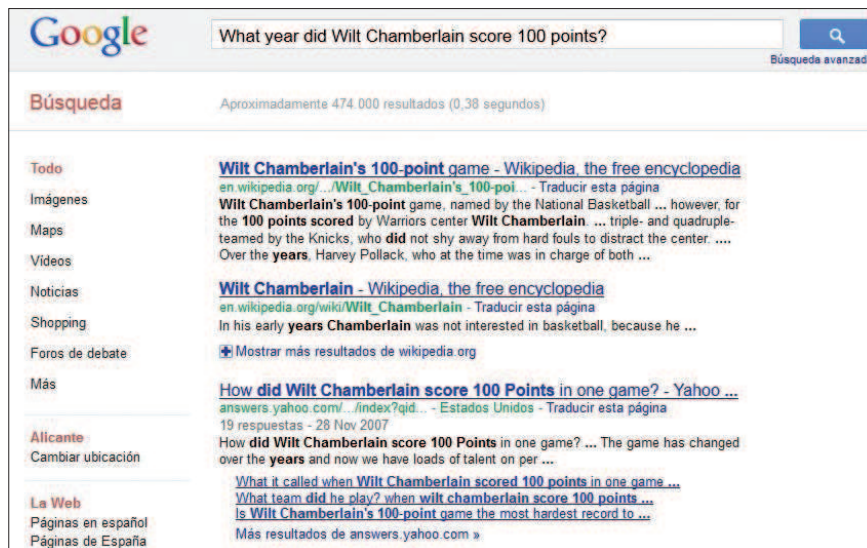 Google
What year did Wilt Chamberlain score 100 points?
Búsqueda avanzad
Búsqueda
Aproximadamente 474.000 resultados (0,38 segundos)
Todo
Imágenes
Maps
Vídeos
Noticias
Shopping
Foros de debate
Más
Alicante
Cambiar ubicación
La Web
Páginas en español
Páginas de España
Wilt Chamberlain's 100-point game - Wikipedia, the free encyclopedia
en.wikipedia.org/.../Wilt_Chamberlain's_100-poi... - Traducir esta página
Wilt Chamberlain's 100-point game, named by the National Basketball ... however, for
the 100 points scored by Warriors center Wilt Chamberlain. ... triple- and quadruple-
teamed by the Knicks, who did not shy away from hard fouls to distract the center. ....
Over the years, Harvey Pollack, who at the time was in charge of both ...
Wilt Chamberlain - Wikipedia, the free encyclopedia
en.wikipedia.org/wiki/Wilt_Chamberlain - Traducir esta página
In his early years Chamberlain was not interested in basketball, because he ...
Mostrar más resultados de wikipedia.org
How did Wilt Chamberlain score 100 Points in one game? - Yahoo ...
answers.yahoo.com/.../index?qid... - Estados Unidos - Traducir esta página
19 respuestas - 28 Nov 2007
How did Wilt Chamberlain score 100 Points in one game? ... The game has changed
over the years and now we have loads of talent on per ...
What it called when Wilt Chamberlain scored 100 points in one game ...
What team did he play? when wilt chamberlain score 100 points ...
Is Wilt Chamberlain's 100-point game the most hardest record to ...
Más resultados de answers.yahoo.com »